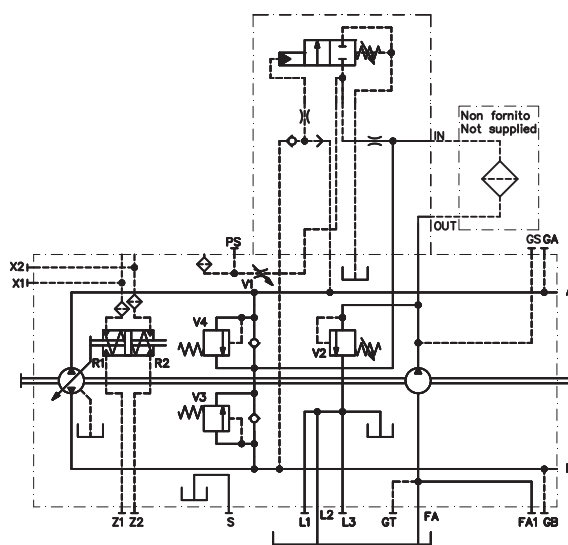 Non fornito
Not supplied
IN
OUT
PS
GS GA
X2
X1
V1
V4
V2
R1
R2
V3
Z1 Z2
S
L1
L2
L3
GT
FA
FA1 GB